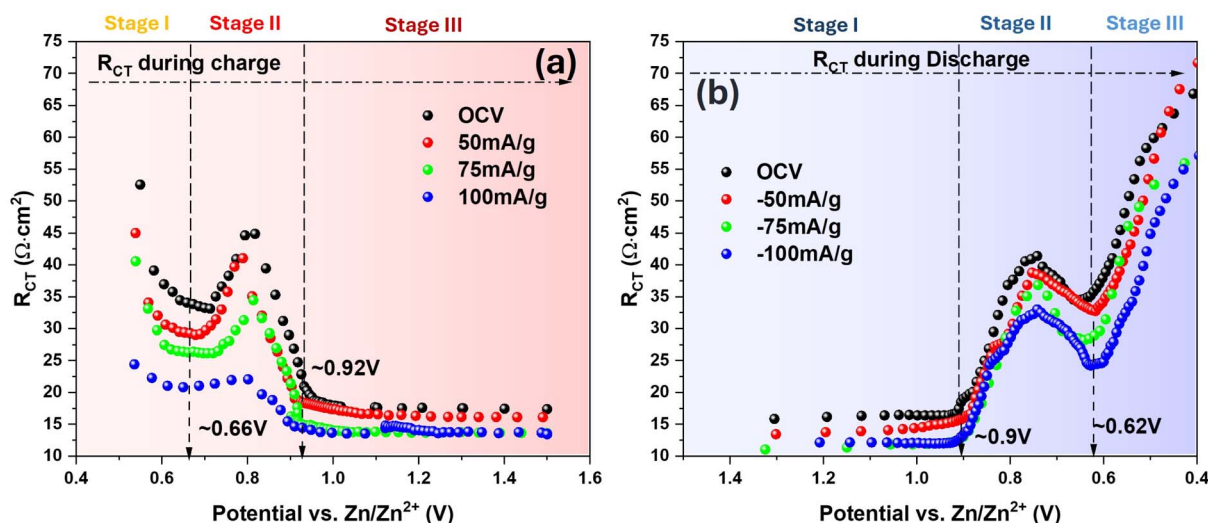 Stage I Stage II Stage III
R_CT during charge
(a)
OCV
50mA/g
75mA/g
100mA/g
~0.92V
~0.66V
R_CT (Ω·cm²)
75
70
65
60
55
50
45
40
35
30
25
20
15
10
0.4 0.6 0.8 1.0 1.2 1.4 1.6
Potential vs. Zn/Zn²⁺ (V)
Stage I Stage II Stage III
R_CT during Discharge
(b)
OCV
-50mA/g
-75mA/g
-100mA/g
~0.9V
~0.62V
R_CT (Ω·cm²)
75
70
65
60
55
50
45
40
35
30
25
20
15
10
1.4 1.2 1.0 0.8 0.6 0.4
Potential vs. Zn/Zn²⁺ (V)